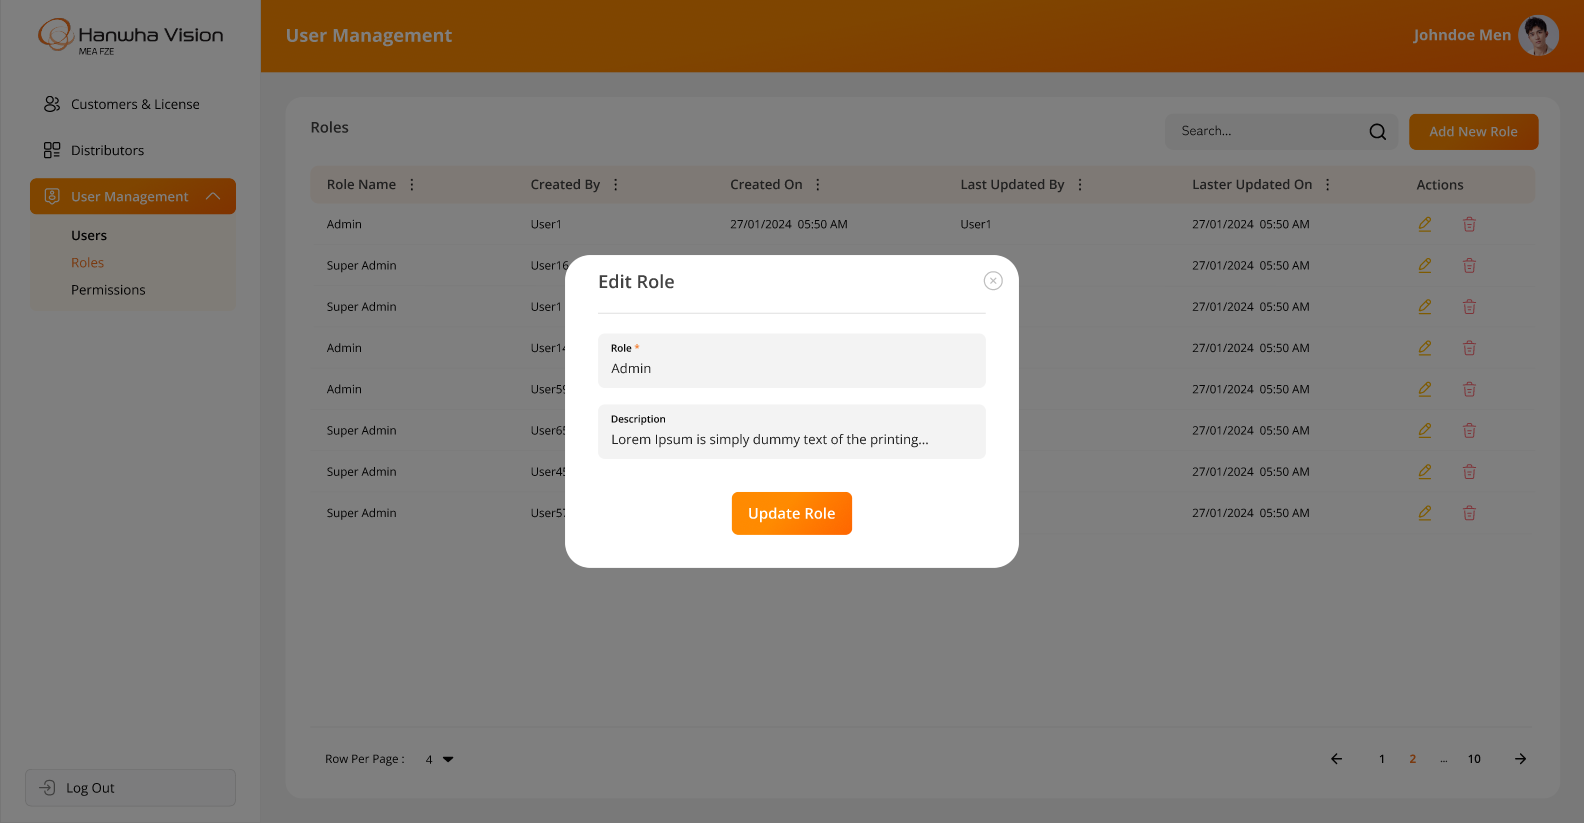 Hanwha Vision
MEA FZE
User Management
Johndoe Men
Customers & License
Distributors
User Management
Users
Roles
Permissions
Log Out
Roles
Search...
Add New Role
Role Name Created By Created On Last Updated By Laster Updated On Actions
Admin User1 27/01/2024 05:50 AM User1 27/01/2024 05:50 AM
Super Admin User16 27/01/2024 05:50 AM
Super Admin User1 27/01/2024 05:50 AM
Admin User14 27/01/2024 05:50 AM
Admin User59 27/01/2024 05:50 AM
Super Admin User65 27/01/2024 05:50 AM
Super Admin User45 27/01/2024 05:50 AM
Super Admin User57 27/01/2024 05:50 AM
Edit Role
Role *
Admin
Description
Lorem Ipsum is simply dummy text of the printing...
Update Role
Row Per Page : 4
1 2 ... 10